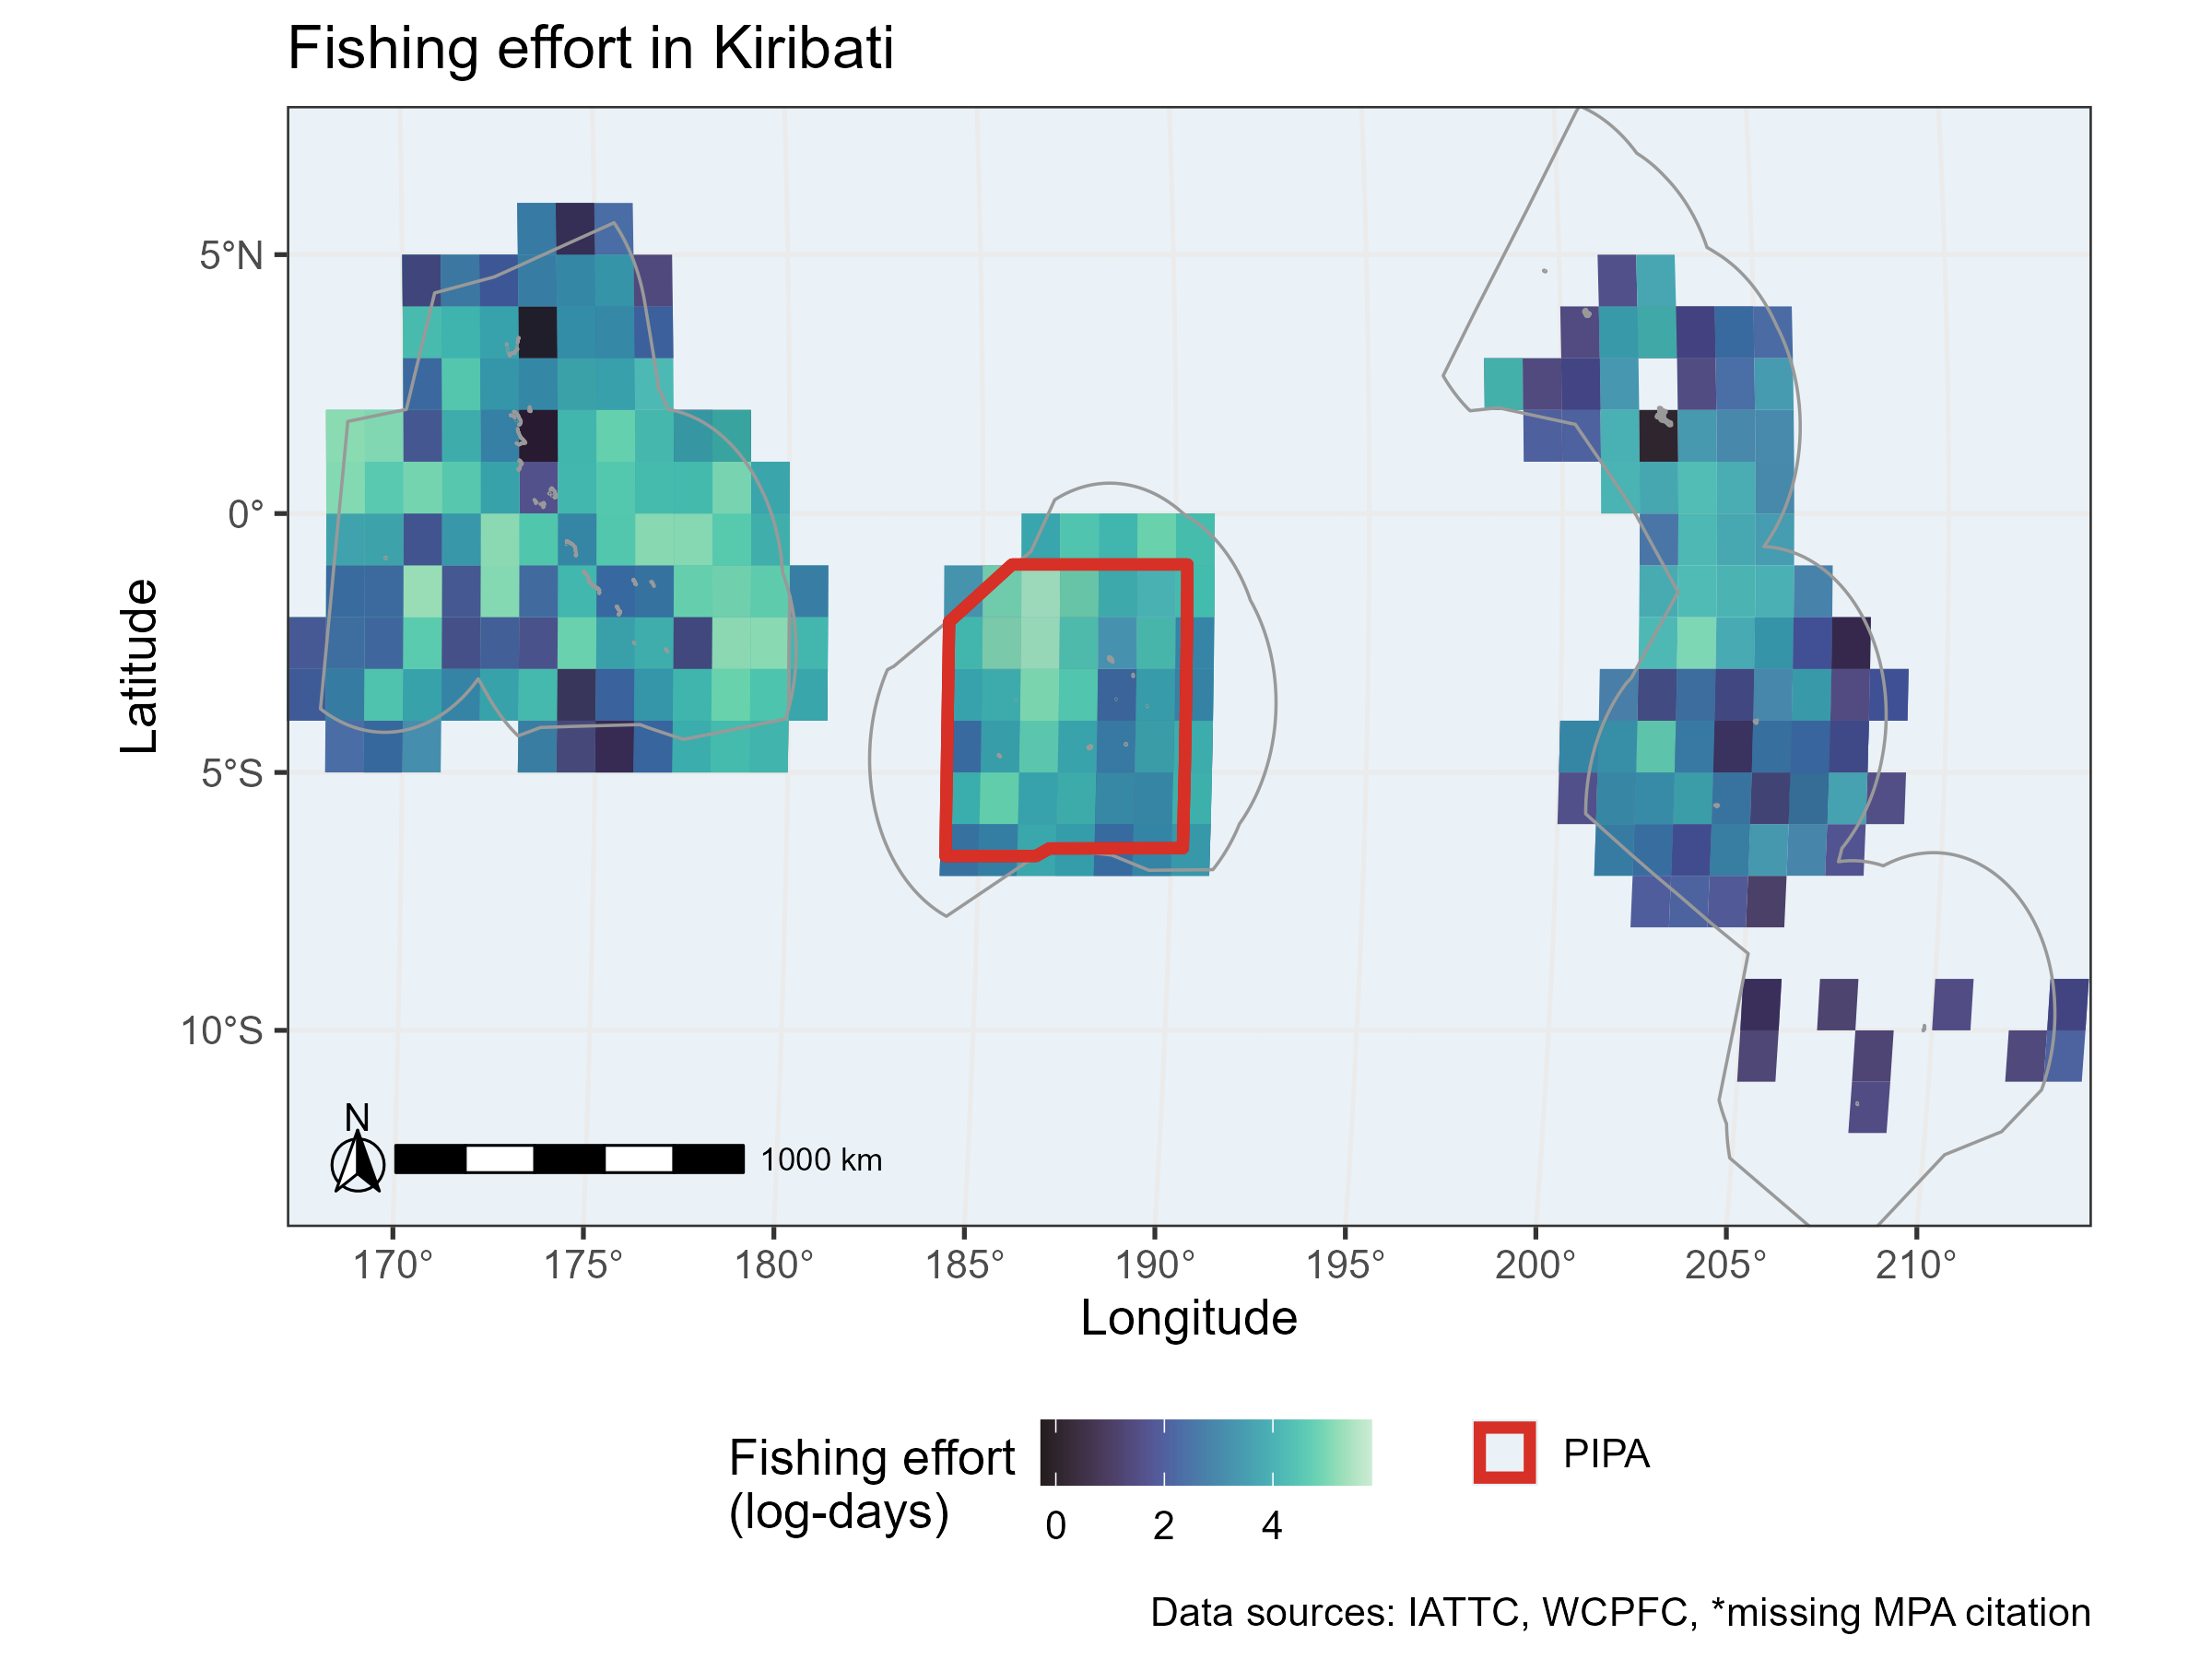 Fishing effort in Kiribati
5°N
0°
5°S
10°S
Latitude
N
1000 km
170° 175° 180° 185° 190° 195° 200° 205° 210°
Longitude
Fishing effort
(log-days)
0 2 4
PIPA
Data sources: IATTC, WCPFC, *missing MPA citation